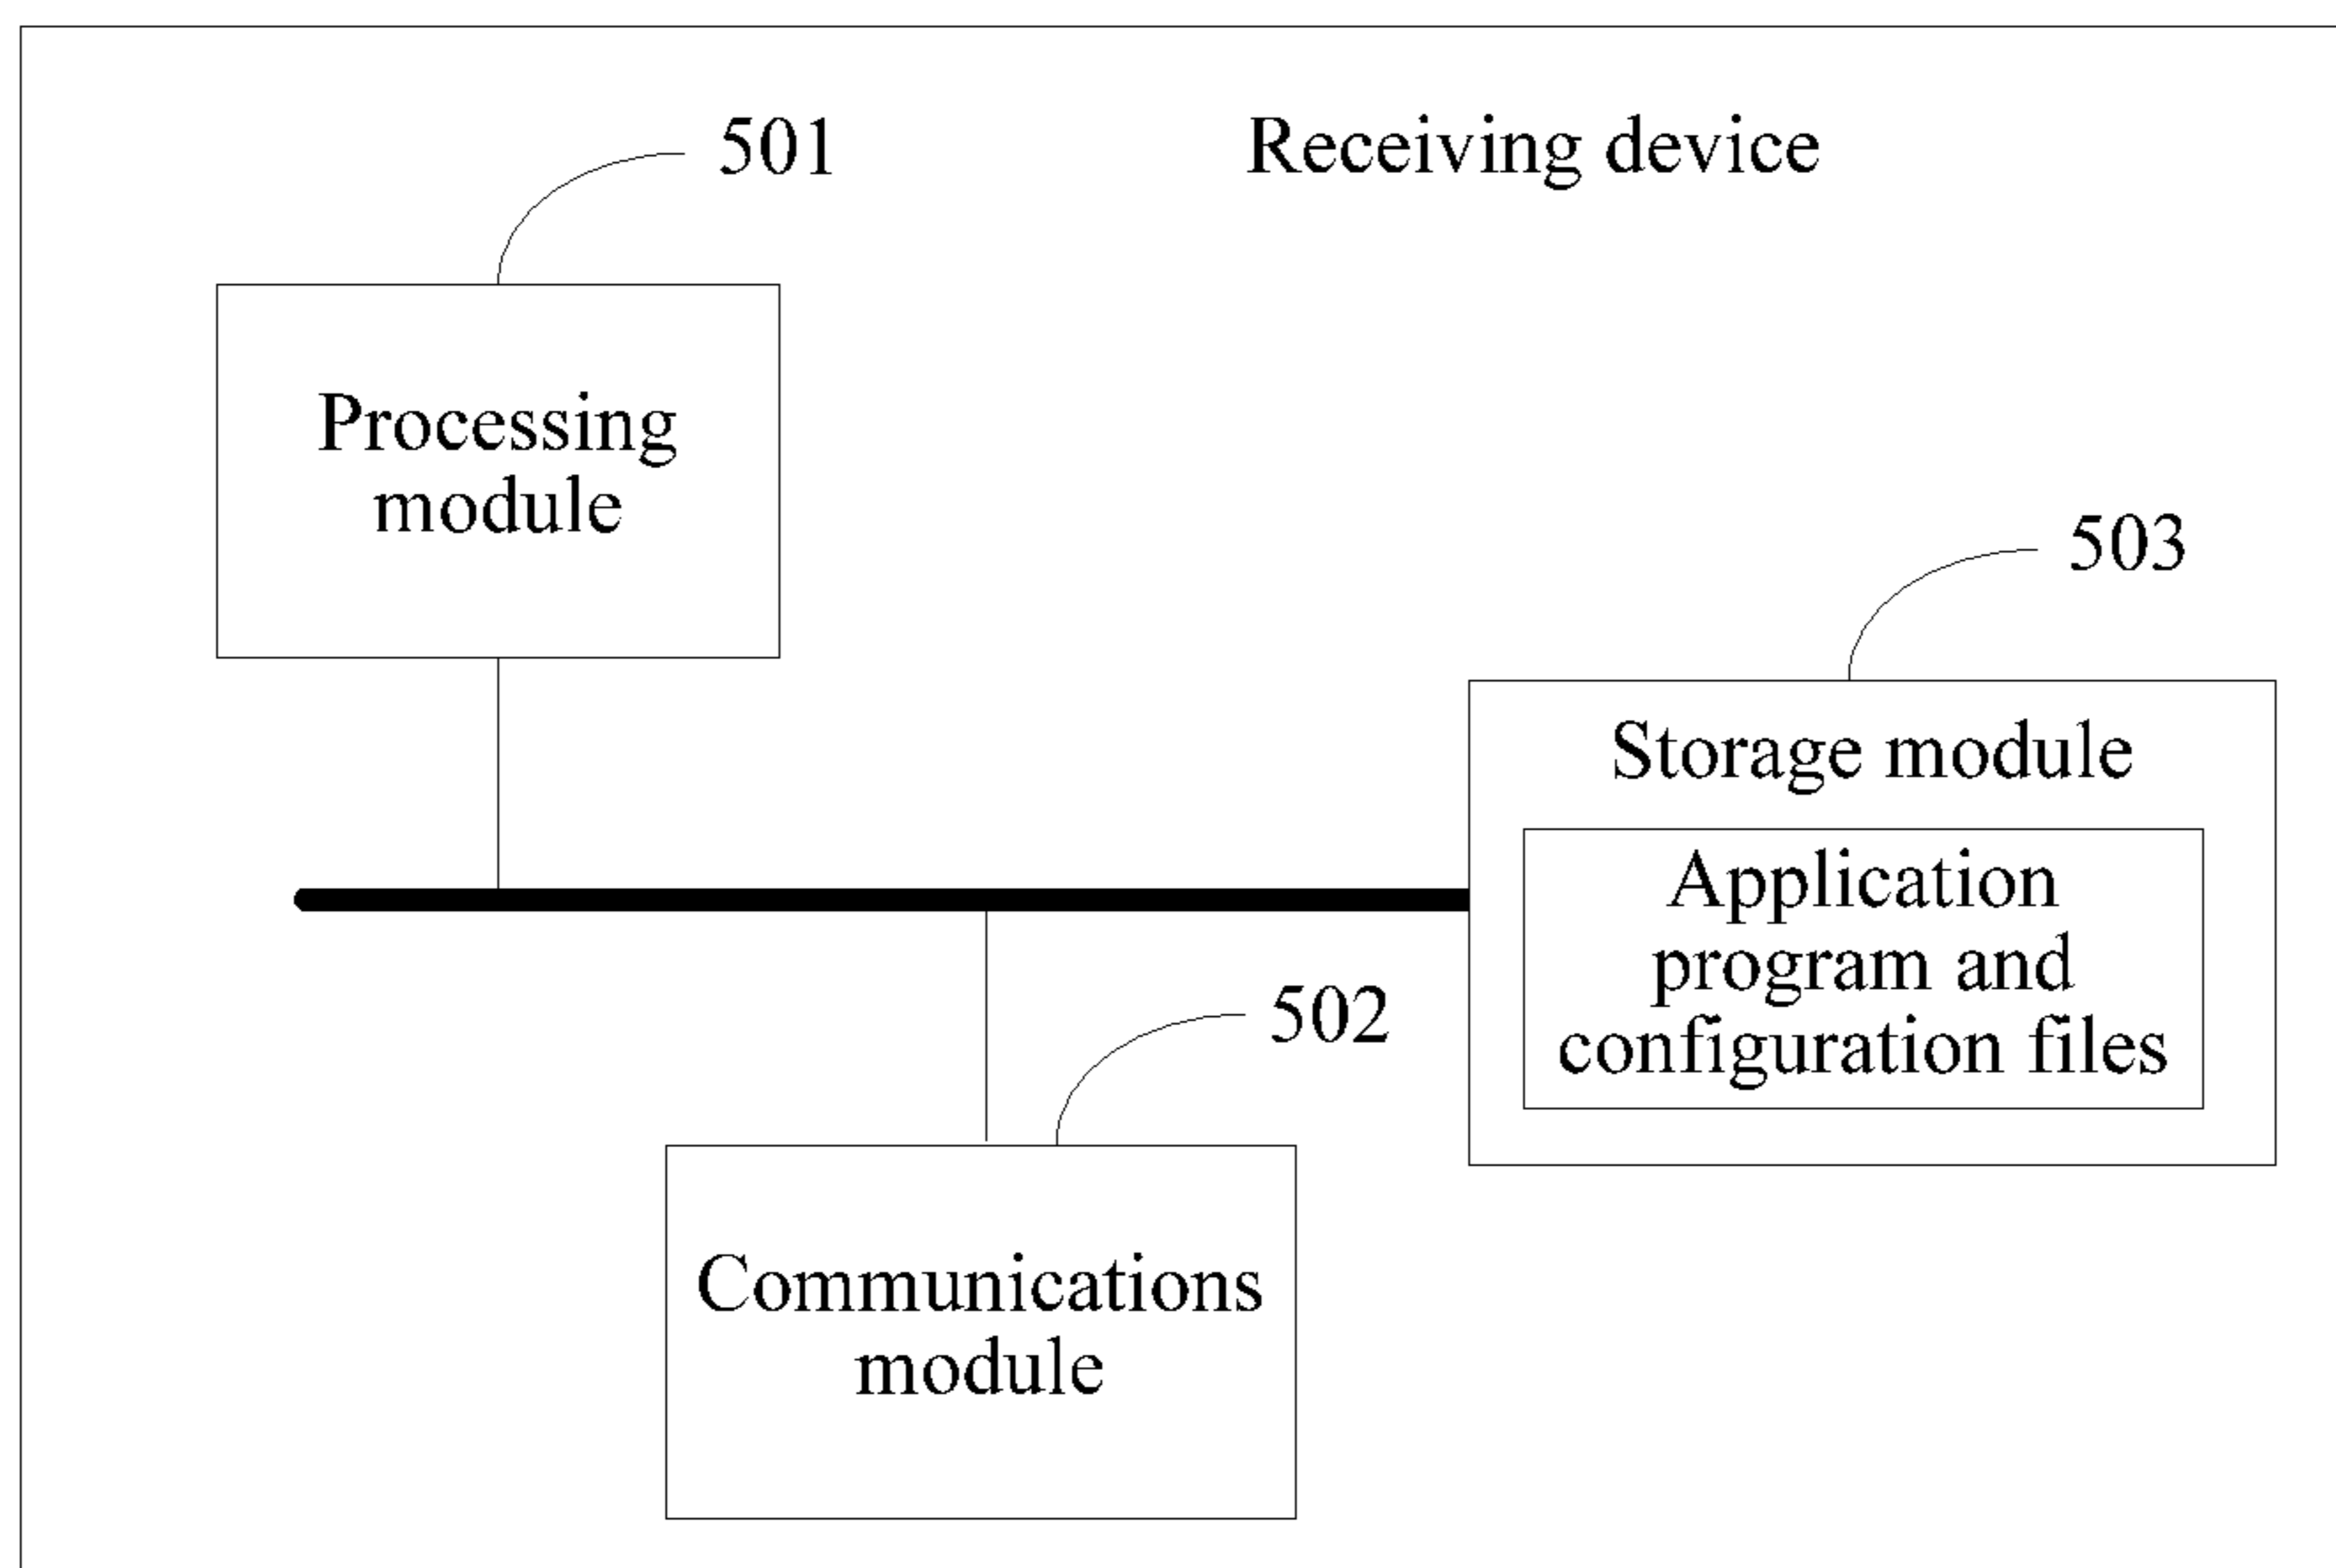 501
Receiving device
Processing
module
503
Storage module
Application
program and
configuration files
502
Communications
module